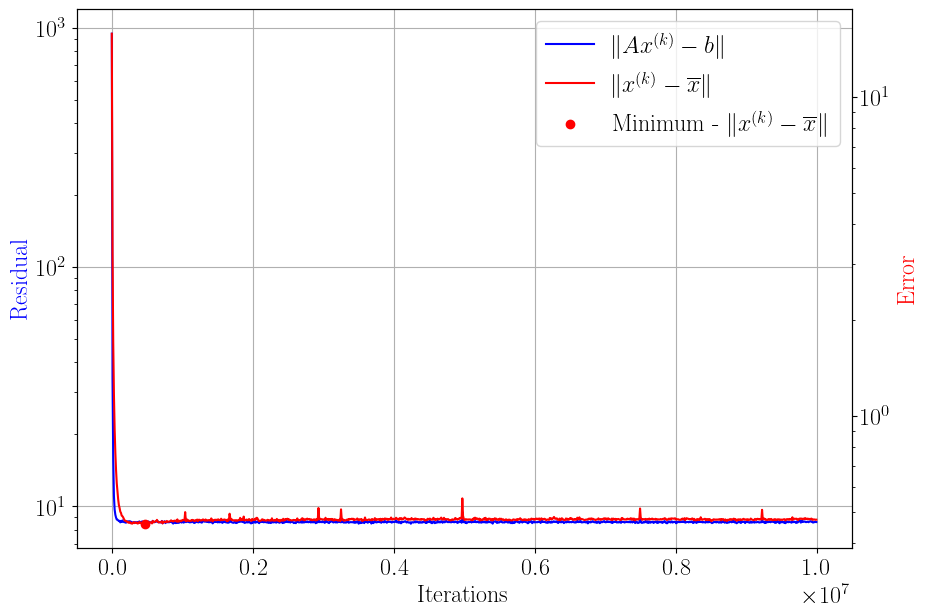 10³
10²
10¹
Residual
‖Ax⁽ᵏ⁾ − b‖
‖x⁽ᵏ⁾ − x̅‖
Minimum - ‖x⁽ᵏ⁾ − x̅‖
10¹
10⁰
Error
0.0 0.2 0.4 0.6 0.8 1.0
Iterations
×10⁷